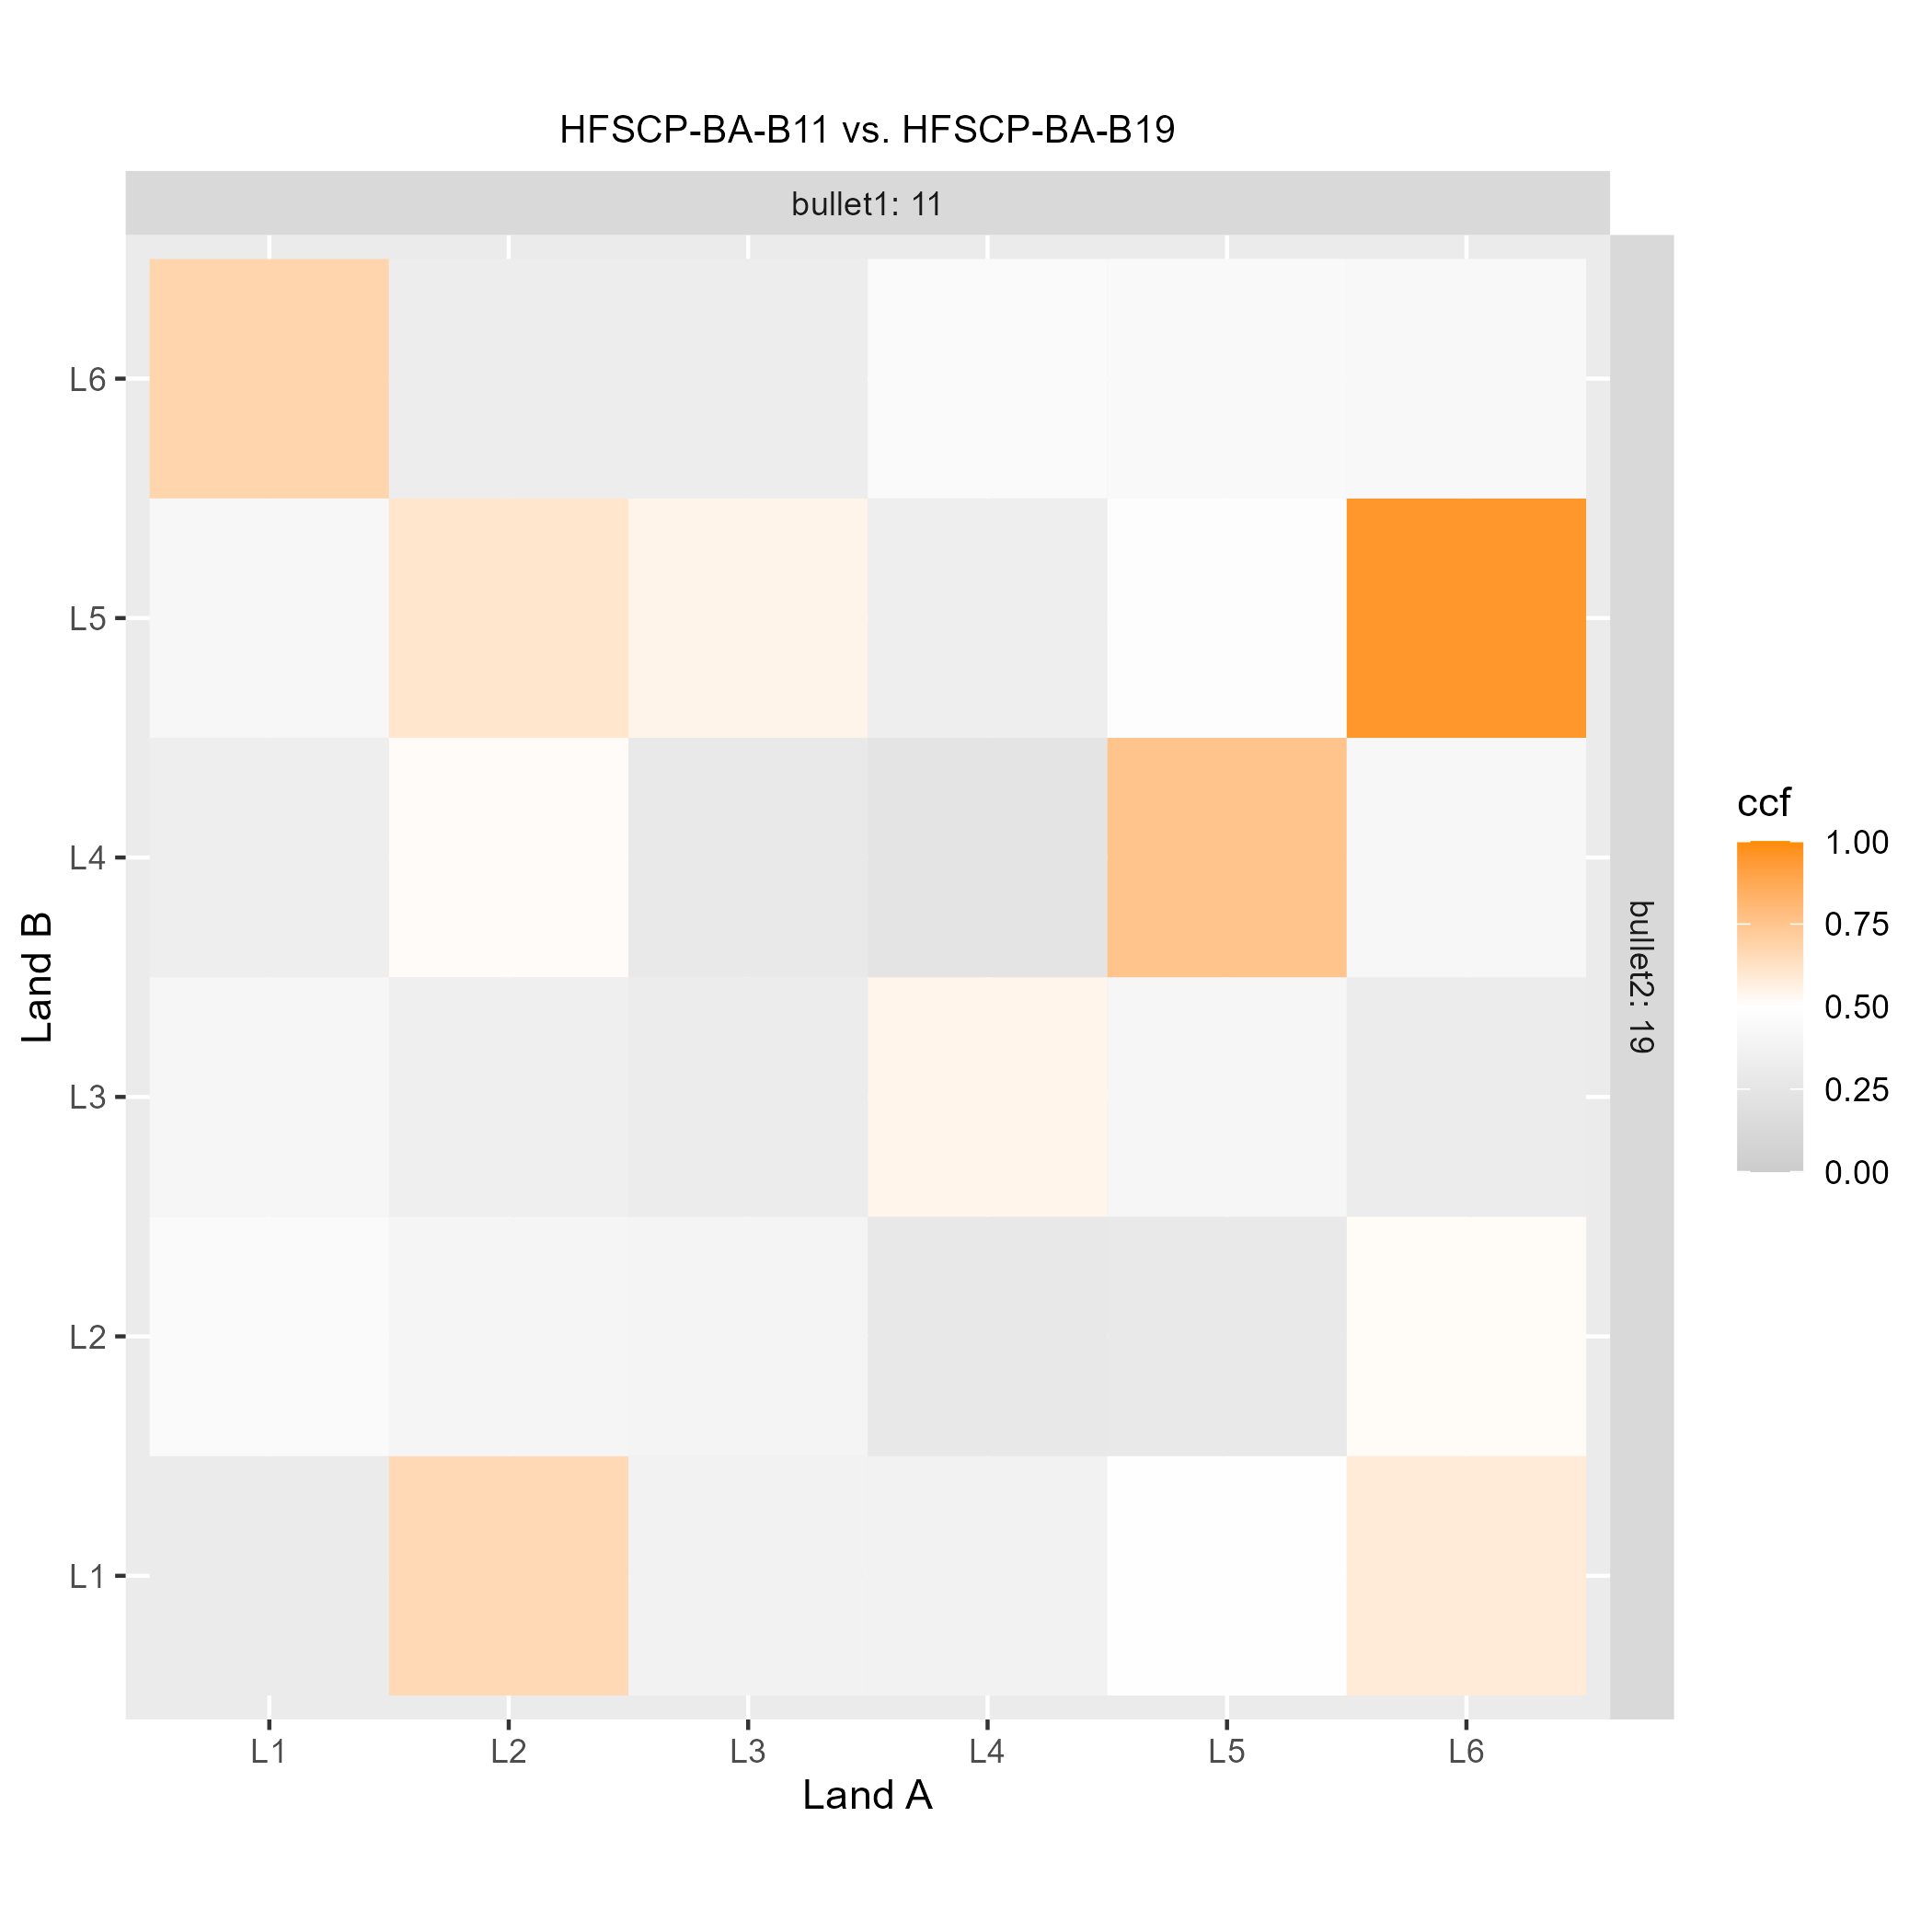 HFSCP-BA-B11 vs. HFSCP-BA-B19
bullet1: 11
L6
L5
L4
L3
L2
L1
Land B
L1 L2 L3 L4 L5 L6
Land A
bullet2: 19
ccf
1.00
0.75
0.50
0.25
0.00